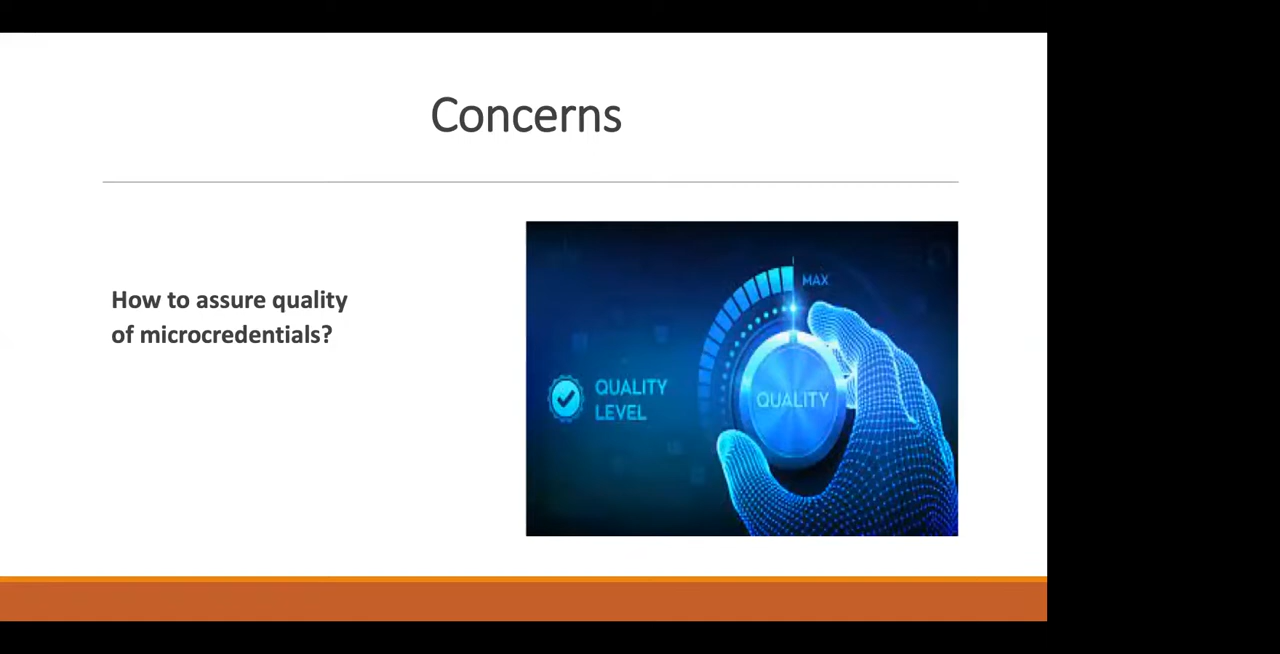 Concerns
How to assure quality
of microcredentials?
MAX
QUALITY
LEVEL
QUALITY